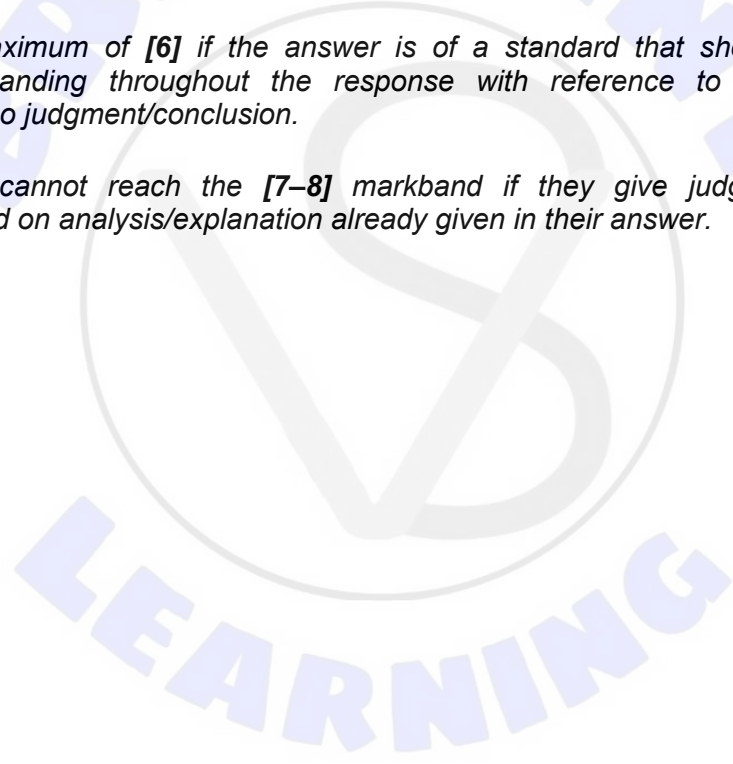 aximum of [6] if the answer is of a standard that sho
anding throughout the response with reference to
o judgment/conclusion.
cannot reach the [7–8] markband if they give judg
d on analysis/explanation already given in their answer.
VS
LEARNING